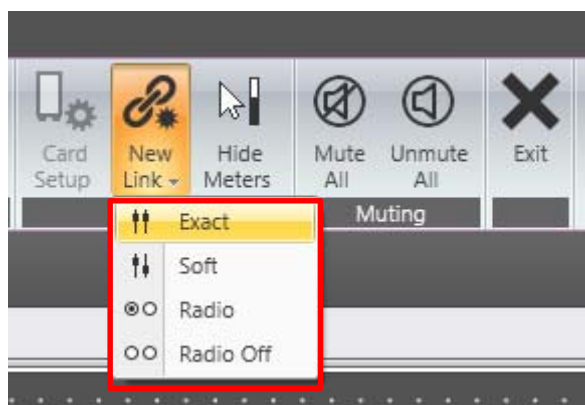 Card
Setup
New
Link
Hide
Meters
Mute
All
Unmute
All
Exit
Muting
Exact
Soft
Radio
Radio Off